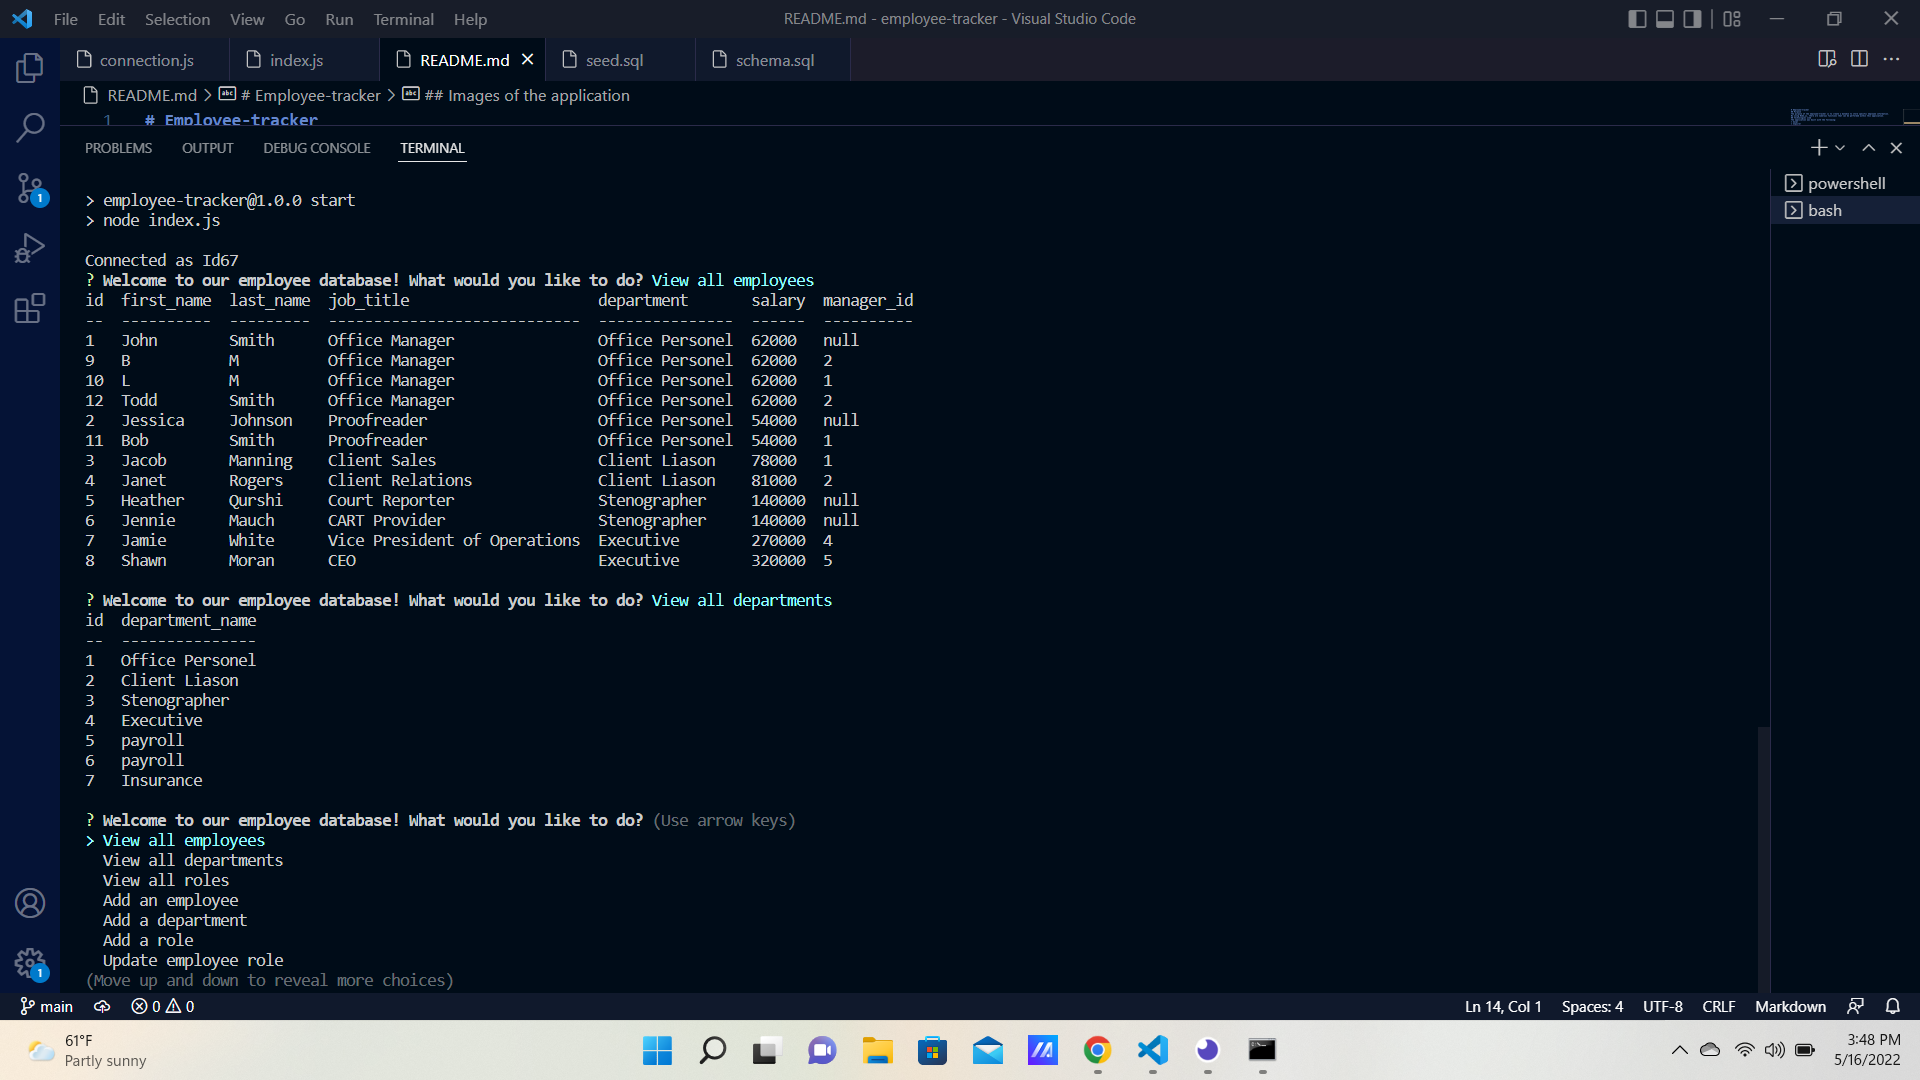 File Edit Selection View Go Run Terminal Help README.md - employee-tracker - Visual Studio Code
connection.js index.js README.md seed.sql schema.sql
README.md > # Employee-tracker > ## Images of the application
1 # Employee-tracker
PROBLEMS OUTPUT DEBUG CONSOLE TERMINAL
powershell
bash
> employee-tracker@1.0.0 start
> node index.js
Connected as Id67
? Welcome to our employee database! What would you like to do? View all employees
id first_name last_name job_title department salary manager_id
-- ---------- --------- ---------------------------- --------------- ------ ----------
1 John Smith Office Manager Office Personel 62000 null
9 B M Office Manager Office Personel 62000 2
10 L M Office Manager Office Personel 62000 1
12 Todd Smith Office Manager Office Personel 62000 2
2 Jessica Johnson Proofreader Office Personel 54000 null
11 Bob Smith Proofreader Office Personel 54000 1
3 Jacob Manning Client Sales Client Liason 78000 1
4 Janet Rogers Client Relations Client Liason 81000 2
5 Heather Qurshi Court Reporter Stenographer 140000 null
6 Jennie Mauch CART Provider Stenographer 140000 null
7 Jamie White Vice President of Operations Executive 270000 4
8 Shawn Moran CEO Executive 320000 5
? Welcome to our employee database! What would you like to do? View all departments
id department_name
-- ---------------
1 Office Personel
2 Client Liason
3 Stenographer
4 Executive
5 payroll
6 payroll
7 Insurance
? Welcome to our employee database! What would you like to do? (Use arrow keys)
> View all employees
View all departments
View all roles
Add an employee
Add a department
Add a role
Update employee role
(Move up and down to reveal more choices)
1
1
main 0 0 Ln 14, Col 1 Spaces: 4 UTF-8 CRLF Markdown
61°F
Partly sunny
3:48 PM
5/16/2022